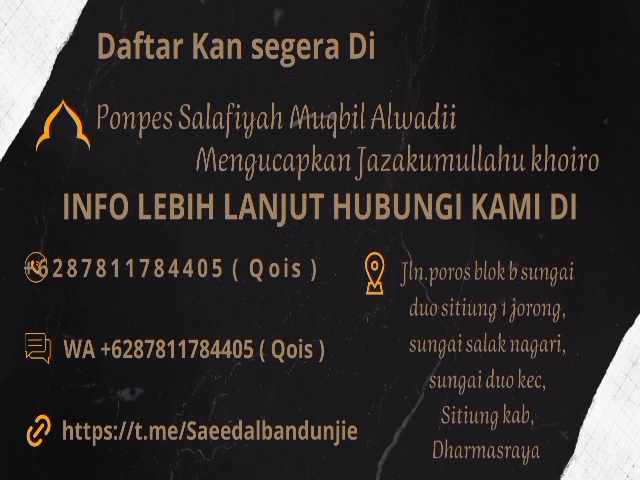 Daftar Kan segera Di
Ponpes Salafiyah Muqbil Alwadii
Mengucapkan Jazakumullahu khoiro
INFO LEBIH LANJUT HUBUNGI KAMI DI
+6287811784405 ( Qois )
WA +6287811784405 ( Qois )
https://t.me/Saeedalbandunjie
Jln.poros blok b sungai
duo sitiung 1 jorong,
sungai salak nagari,
sungai duo kec,
Sitiung kab,
Dharmasraya